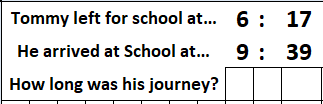 Tommy left for school at... 6 : 17
He arrived at School at... 9 : 39
How long was his journey?